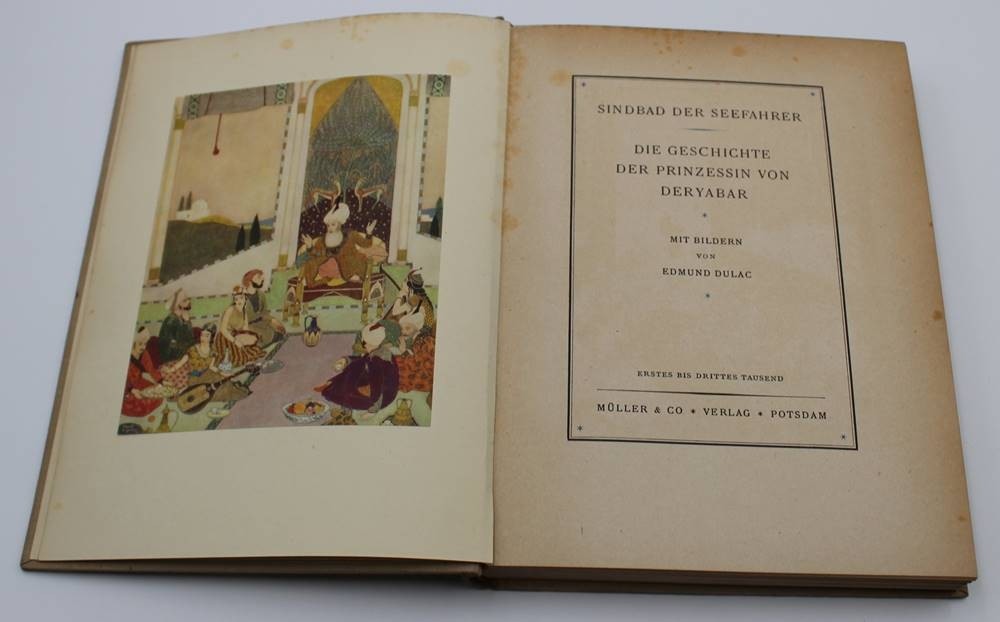 SINDBAD DER SEEFAHRER
DIE GESCHICHTE
DER PRINZESSIN VON
DERYABAR
*
MIT BILDERN
VON
EDMUND DULAC
*
ERSTES BIS DRITTES TAUSEND
MÜLLER & CO * VERLAG * POTSDAM